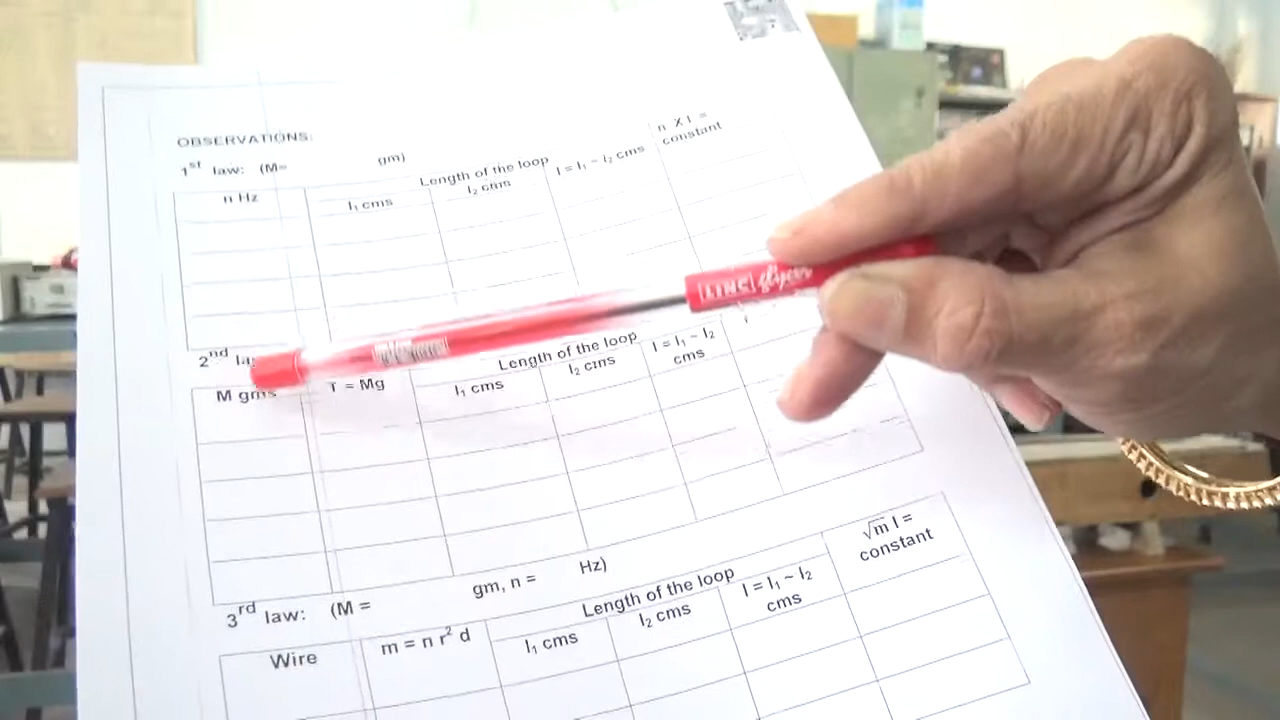 OBSERVATIONS:
1st law: (M= gm)
n Hz
Length of the loop
l1 cms
l2 cms
l = l1 ~ l2 cms
n X l =
constant
LINC glycer
2nd
M gms
T = Mg
Length of the loop
l1 cms
l2 cms
l = l1 ~ l2
cms
3rd law: (M = gm, n = Hz)
Wire
m = n r2 d
Length of the loop
l1 cms
l2 cms
l = l1 ~ l2
cms
√m l =
constant